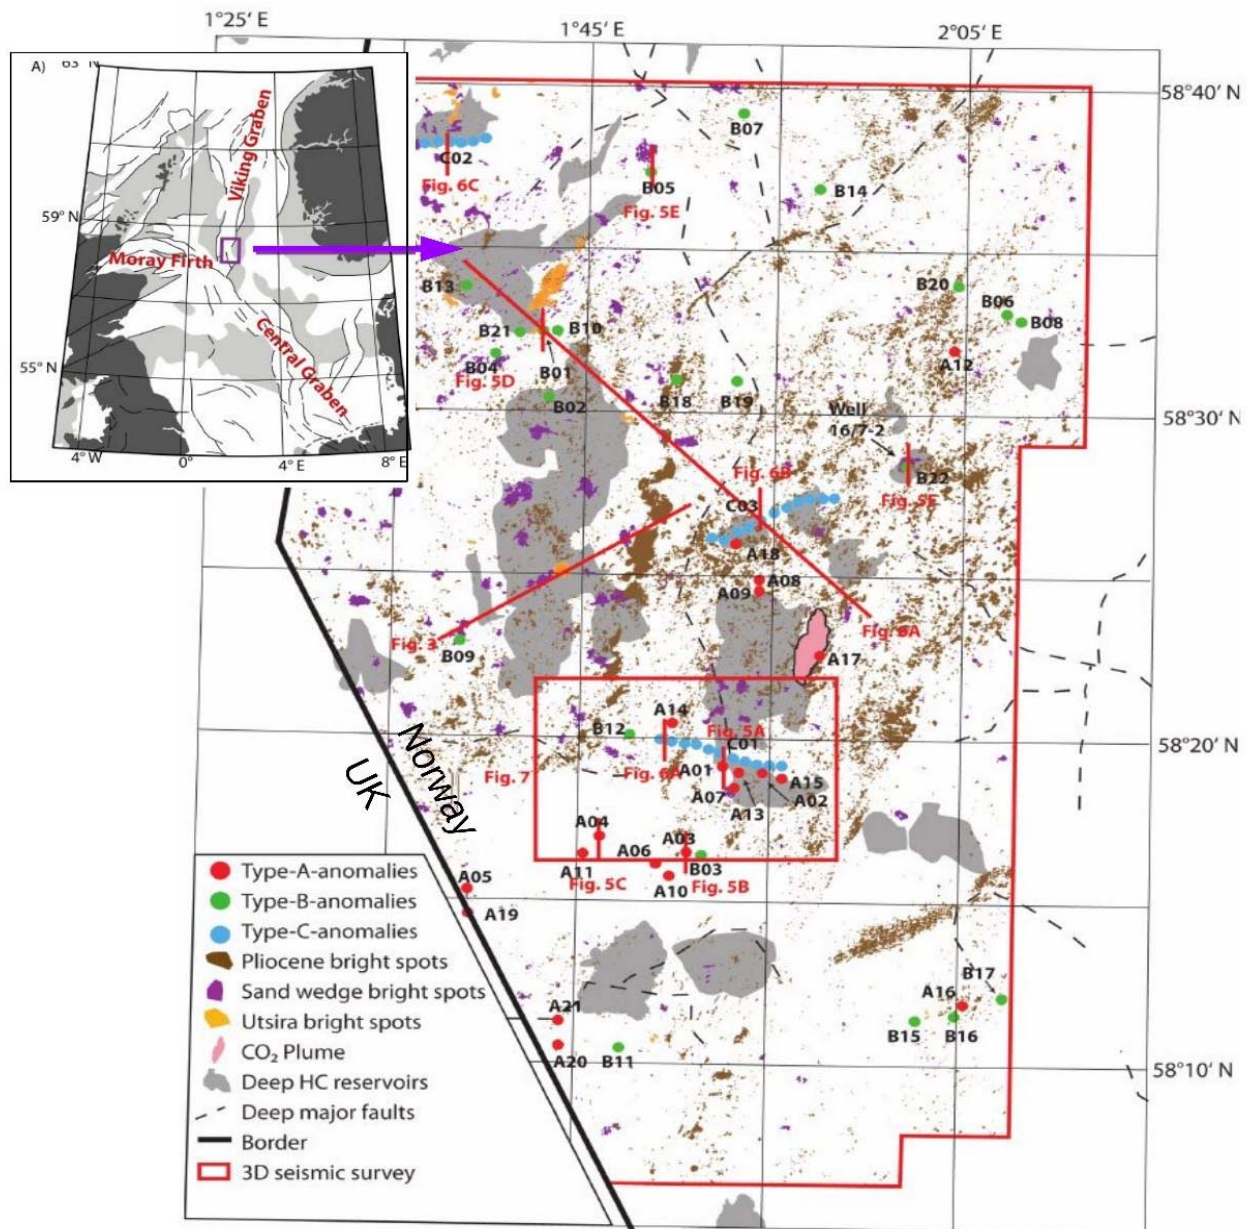 1°25' E
1°45' E
2°05' E
A)
N
Viking Graben
59° N
Moray Firth
Central Graben
55° N
4°W
0°
4°E
8°E
58°40' N
B07
C02
Fig. 6C
B05
Fig. 5E
B14
B13
B20
B06
B08
B21
B10
B04
Fig. 5D
B01
A12
B02
B18
B19
Well
16/7-2
58°30' N
Fig. 6B
B22
C03
Fig. 5E
A18
A08
A09
Fig. 3
Fig. 6A
B09
A17
A14
B12
Fig. 5A
C01
58°20' N
Norway
UK
Fig. 7
Fig. 6A
A01
A15
A07
A02
A13
A04
A06
A03
A11
B03
Fig. 5C
A10
Fig. 5B
A05
A19
B17
A16
A21
B15
B16
A20
B11
58°10' N
Type-A-anomalies
Type-B-anomalies
Type-C-anomalies
Pliocene bright spots
Sand wedge bright spots
Utsira bright spots
CO₂ Plume
Deep HC reservoirs
Deep major faults
Border
3D seismic survey